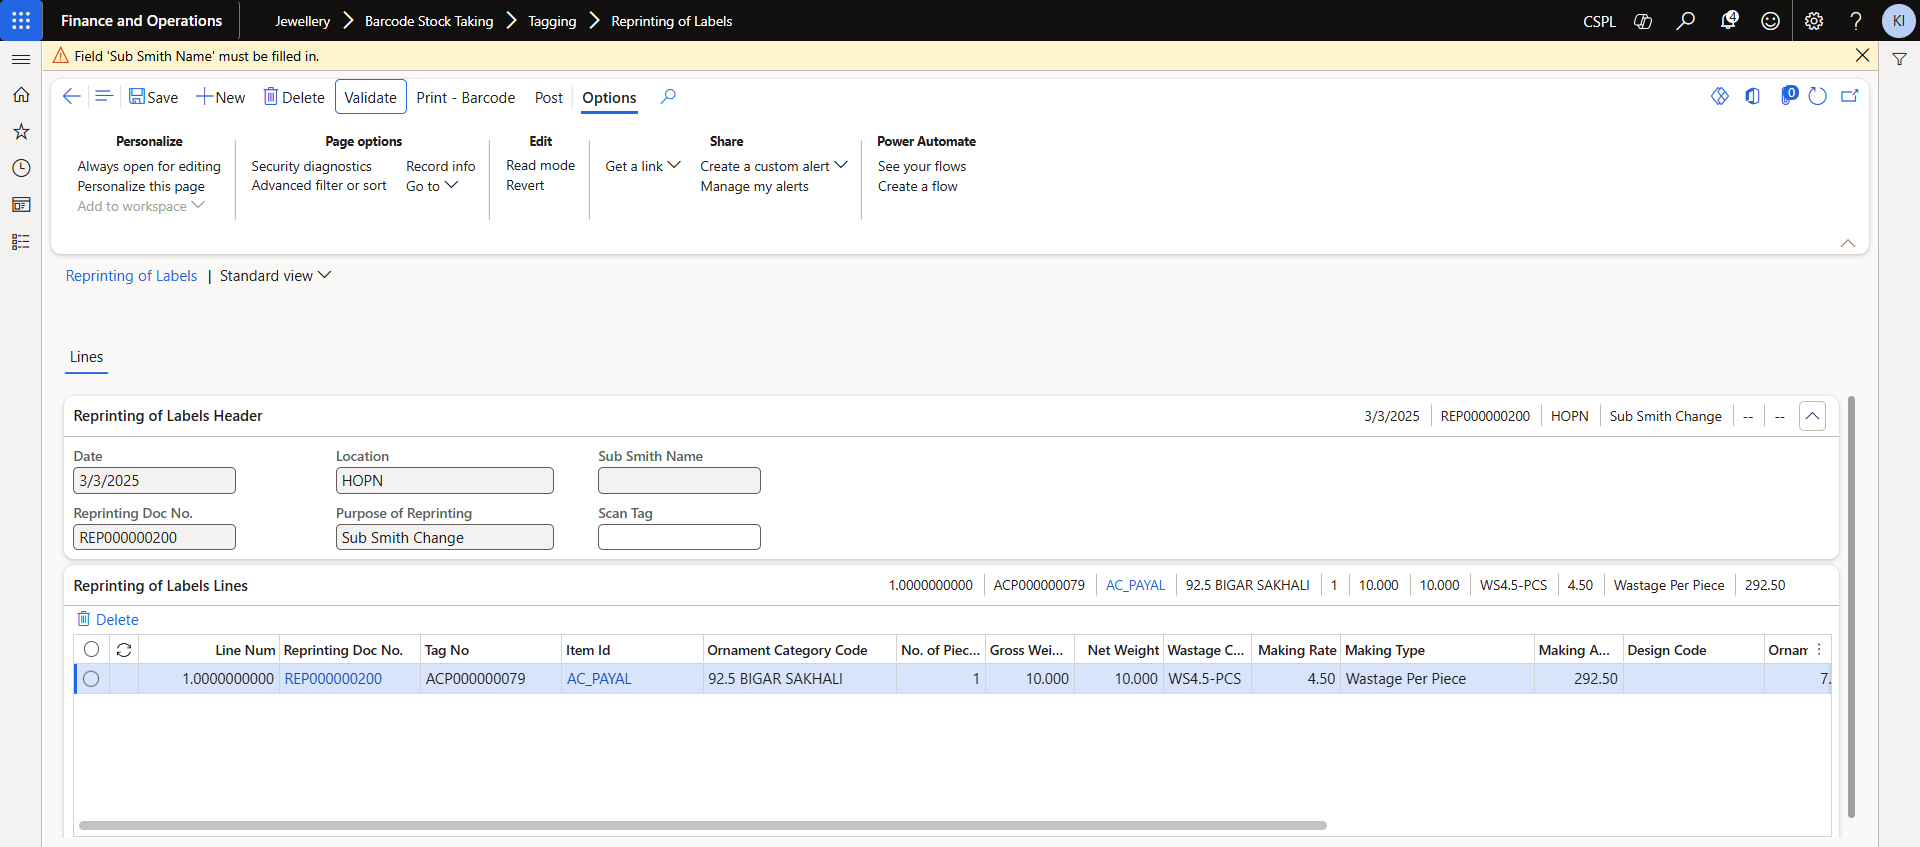 Finance and Operations
Jewellery > Barcode Stock Taking > Tagging > Reprinting of Labels
CSPL 4 ? KI
Field 'Sub Smith Name' must be filled in.
Save New Delete Validate Print - Barcode Post Options 0
Personalize
Always open for editing
Personalize this page
Add to workspace
Page options
Security diagnostics
Advanced filter or sort
Record info
Go to
Edit
Read mode
Revert
Share
Get a link
Create a custom alert
Manage my alerts
Power Automate
See your flows
Create a flow
Reprinting of Labels | Standard view
Lines
Reprinting of Labels Header 3/3/2025 REP000000200 HOPN Sub Smith Change -- --
Date Location Sub Smith Name
3/3/2025 HOPN
Reprinting Doc No. Purpose of Reprinting Scan Tag
REP000000200 Sub Smith Change
Reprinting of Labels Lines 1.0000000000 ACP000000079 AC_PAYAL 92.5 BIGAR SAKHALI 1 10.000 10.000 WS4.5-PCS 4.50 Wastage Per Piece 292.50
Delete
Line Num Reprinting Doc No. Tag No Item Id Ornament Category Code No. of Piec... Gross Wei... Net Weight Wastage C... Making Rate Making Type Making A... Design Code Ornam
1.0000000000 REP000000200 ACP000000079 AC_PAYAL 92.5 BIGAR SAKHALI 1 10.000 10.000 WS4.5-PCS 4.50 Wastage Per Piece 292.50 7.